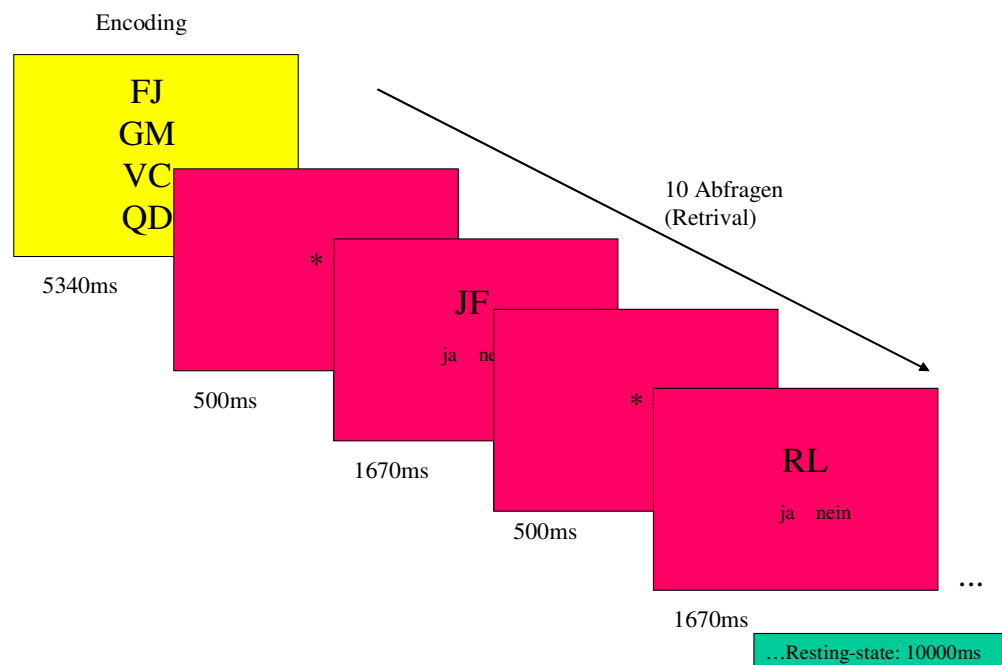 Encoding
FJ
GM
VC
QD
5340ms
*
500ms
JF
ja ne
1670ms
*
500ms
RL
ja nein
1670ms
10 Abfragen
(Retrival)
...
...Resting-state: 10000ms